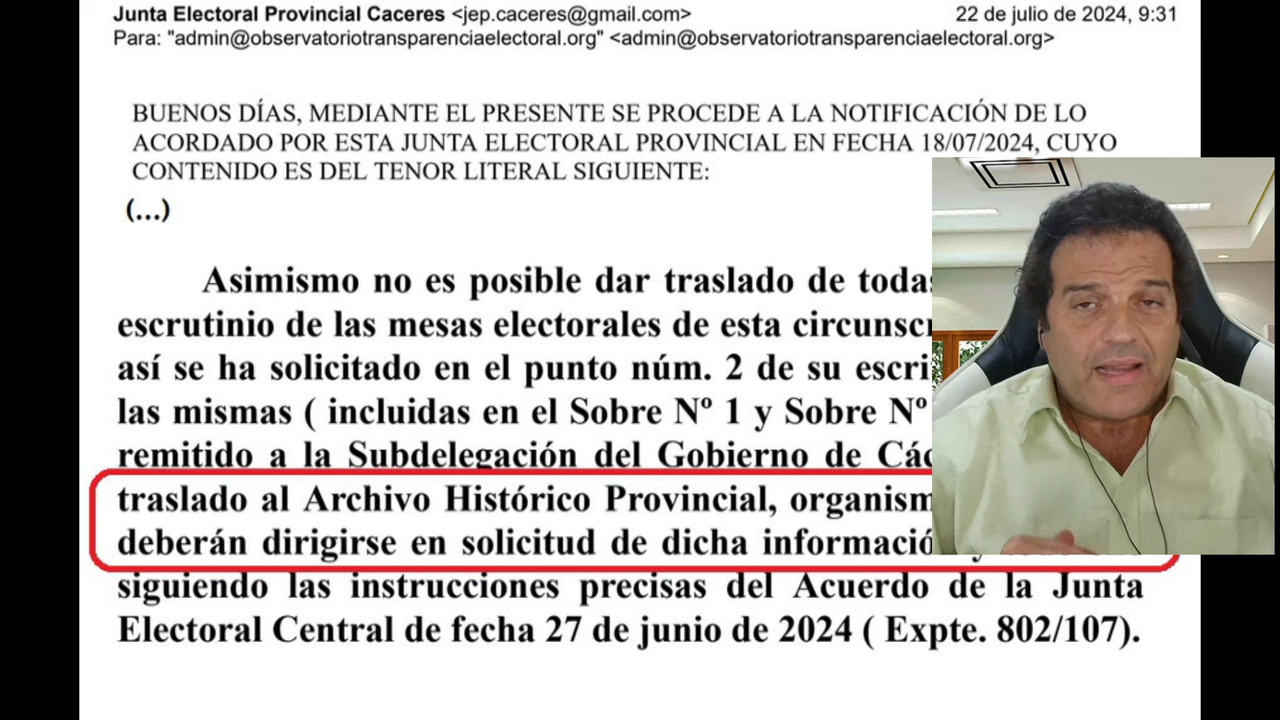 Junta Electoral Provincial Caceres <jep.caceres@gmail.com> 22 de julio de 2024, 9:31
Para: "admin@observatoriotransparenciaelectoral.org" <admin@observatoriotransparenciaelectoral.org>
BUENOS DÍAS, MEDIANTE EL PRESENTE SE PROCEDE A LA NOTIFICACIÓN DE LO
ACORDADO POR ESTA JUNTA ELECTORAL PROVINCIAL EN FECHA 18/07/2024, CUYO
CONTENIDO ES DEL TENOR LITERAL SIGUIENTE:
(...)
Asimismo no es posible dar traslado de
escrutinio de las mesas electorales de esta
así se ha solicitado en el punto núm. 2 de su
las mismas ( incluidas en el Sobre Nº 1 y Sobre Nº
remitido a la Subdelegación del Gobierno de
traslado al Archivo Histórico Provincial,
deberán dirigirse en solicitud de dicha
siguiendo las instrucciones precisas del Acuerdo de la Junta
Electoral Central de fecha 27 de junio de 2024 ( Expte. 802/107).